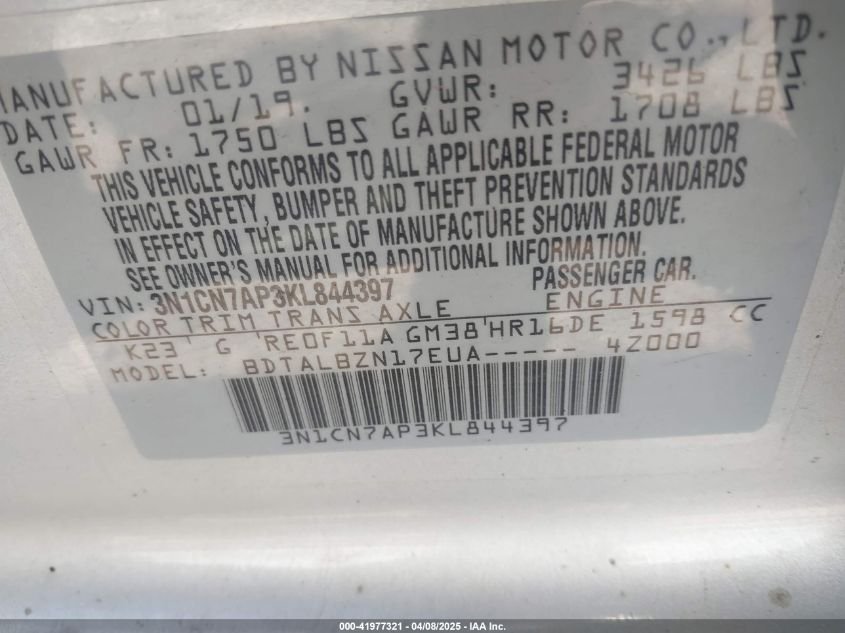 MANUFACTURED BY NISSAN MOTOR CO., LTD.
DATE: 01/19. GVWR: 3426 LBS
GAWR FR: 1750 LBS GAWR RR: 1708 LBS
THIS VEHICLE CONFORMS TO ALL APPLICABLE FEDERAL MOTOR
VEHICLE SAFETY, BUMPER AND THEFT PREVENTION STANDARDS
IN EFFECT ON THE DATE OF MANUFACTURE SHOWN ABOVE.
SEE OWNER'S MANUAL FOR ADDITIONAL INFORMATION.
VIN: 3N1CN7AP3KL844397 PASSENGER CAR.
COLOR TRIM TRANS AXLE ENGINE
K23 G RE0F11A GM38 HR16DE 1598 CC
MODEL: BDTALBZN17EUA----- 4Z000
3N1CN7AP3KL844397
000-41977321 | 04/08/2025 - IAA Inc.